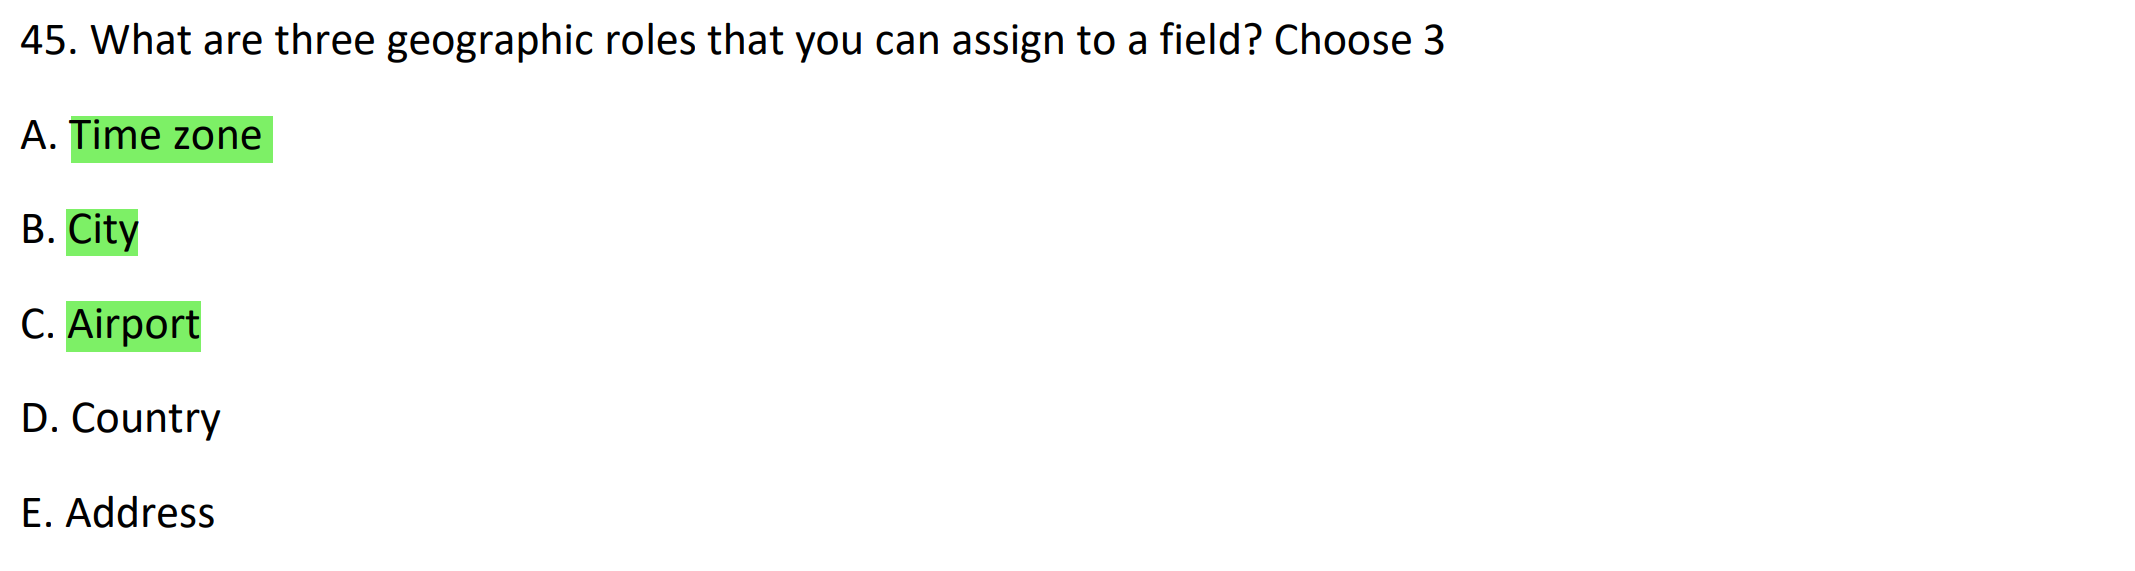 45. What are three geographic roles that you can assign to a field? Choose 3
A. Time zone
B. City
C. Airport
D. Country
E. Address